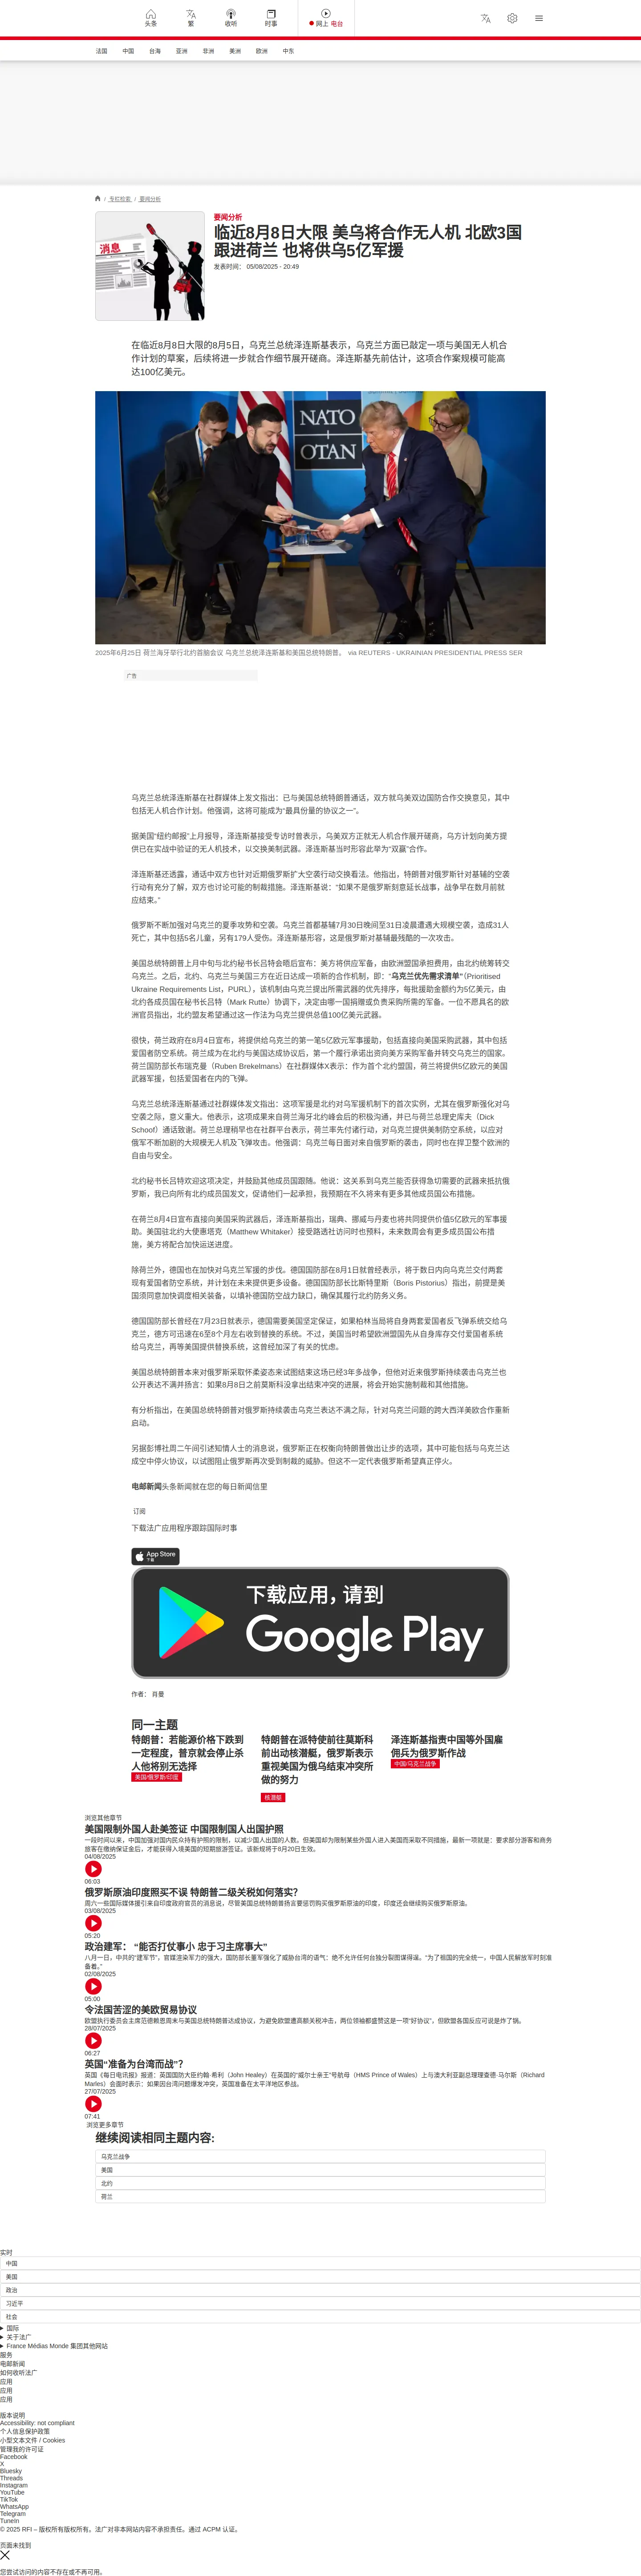 头条
繁
收听
时事
网上 电台
法国 中国 台海 亚洲 非洲 美洲 欧洲 中东
/ 专栏检索 / 要闻分析
消息
要闻分析
临近8月8日大限 美乌将合作无人机 北欧3国
跟进荷兰 也将供乌5亿军援
发表时间： 05/08/2025 - 20:49
在临近8月8日大限的8月5日，乌克兰总统泽连斯基表示，乌克兰方面已敲定一项与美国无人机合
作计划的草案，后续将进一步就合作细节展开磋商。泽连斯基先前估计，这项合作案规模可能高
达100亿美元。
NATO
OTAN
2025年6月25日 荷兰海牙举行北约首脑会议 乌克兰总统泽连斯基和美国总统特朗普。 via REUTERS - UKRAINIAN PRESIDENTIAL PRESS SER
广告
乌克兰总统泽连斯基在社群媒体上发文指出：已与美国总统特朗普通话，双方就乌美双边国防合作交换意见，其中
包括无人机合作计划。他强调，这将可能成为“最具份量的协议之一”。
据美国“纽约邮报”上月报导，泽连斯基接受专访时曾表示，乌美双方正就无人机合作展开磋商，乌方计划向美方提
供已在实战中验证的无人机技术，以交换美制武器。泽连斯基当时形容此举为“双赢”合作。
泽连斯基还透露，通话中双方也针对近期俄罗斯扩大空袭行动交换看法。他指出，特朗普对俄罗斯针对基辅的空袭
行动有充分了解，双方也讨论可能的制裁措施。泽连斯基说：“如果不是俄罗斯刻意延长战事，战争早在数月前就
应结束。”
俄罗斯不断加强对乌克兰的夏季攻势和空袭。乌克兰首都基辅7月30日晚间至31日凌晨遭遇大规模空袭，造成31人
死亡，其中包括5名儿童，另有179人受伤。泽连斯基形容，这是俄罗斯对基辅最残酷的一次攻击。
美国总统特朗普上月中旬与北约秘书长吕特会晤后宣布：美方将供应军备，由欧洲盟国承担费用，由北约统筹转交
乌克兰。之后，北约、乌克兰与美国三方在近日达成一项新的合作机制，即：“乌克兰优先需求清单”（Prioritised
Ukraine Requirements List，PURL），该机制由乌克兰提出所需武器的优先排序，每批援助金额约为5亿美元，由
北约各成员国在秘书长吕特（Mark Rutte）协调下，决定由哪一国捐赠或负责采购所需的军备。一位不愿具名的欧
洲官员指出，北约盟友希望通过这一作法为乌克兰提供总值100亿美元武器。
很快，荷兰政府在8月4日宣布，将提供给乌克兰的第一笔5亿欧元军事援助，包括直接向美国采购武器，其中包括
爱国者防空系统。荷兰成为在北约与美国达成协议后，第一个履行承诺出资向美方采购军备并转交乌克兰的国家。
荷兰国防部长布瑞克曼（Ruben Brekelmans）在社群媒体X表示：作为首个北约盟国，荷兰将提供5亿欧元的美国
武器军援，包括爱国者在内的飞弹。
乌克兰总统泽连斯基通过社群媒体发文指出：这项军援是北约对乌军援机制下的首次实例，尤其在俄罗斯强化对乌
空袭之际，意义重大。他表示，这项成果来自荷兰海牙北约峰会后的积极沟通，并已与荷兰总理史库夫（Dick
Schoof）通话致谢。荷兰总理稍早也在社群平台表示，荷兰率先付诸行动，对乌克兰提供美制防空系统，以应对
俄军不断加剧的大规模无人机及飞弹攻击。他强调：乌克兰每日面对来自俄罗斯的袭击，同时也在捍卫整个欧洲的
自由与安全。
北约秘书长吕特欢迎这项决定，并鼓励其他成员国跟随。他说：这关系到乌克兰能否获得急切需要的武器来抵抗俄
罗斯，我已向所有北约成员国发文，促请他们一起承担，我预期在不久将来有更多其他成员国公布措施。
在荷兰8月4日宣布直接向美国采购武器后，泽连斯基指出，瑞典、挪威与丹麦也将共同提供价值5亿欧元的军事援
助。美国驻北约大使惠塔克（Matthew Whitaker）接受路透社访问时也预料，未来数周会有更多成员国公布措
施，美方将配合加快运送进度。
除荷兰外，德国也在加快对乌克兰军援的步伐。德国国防部在8月1日就曾经表示，将于数日内向乌克兰交付两套
现有爱国者防空系统，并计划在未来提供更多设备。德国国防部长比斯特里斯（Boris Pistorius）指出，前提是美
国须同意加快调度相关装备，以填补德国防空战力缺口，确保其履行北约防务义务。
德国国防部长曾经在7月23日就表示，德国需要美国坚定保证，如果柏林当局将自身两套爱国者反飞弹系统交给乌
克兰，德方可迅速在6至8个月左右收到替换的系统。不过，美国当时希望欧洲盟国先从自身库存交付爱国者系统
给乌克兰，再等美国提供替换系统，这曾经加深了有关的忧虑。
美国总统特朗普本来对俄罗斯采取怀柔姿态来试图结束这场已经3年多战争，但他对近来俄罗斯持续袭击乌克兰也
公开表达不满并扬言：如果8月8日之前莫斯科没拿出结束冲突的进展，将会开始实施制裁和其他措施。
有分析指出，在美国总统特朗普对俄罗斯持续袭击乌克兰表达不满之际，针对乌克兰问题的跨大西洋美欧合作重新
启动。
另据彭博社周二午间引述知情人士的消息说，俄罗斯正在权衡向特朗普做出让步的选项，其中可能包括与乌克兰达
成空中停火协议，以试图阻止俄罗斯再次受到制裁的威胁。但这不一定代表俄罗斯希望真正停火。
电邮新闻头条新闻就在您的每日新闻信里
订阅
下载法广应用程序跟踪国际时事
App Store
下载
下载应用，请到
Google Play
作者： 肖曼
同一主题
特朗普：若能源价格下跌到
一定程度，普京就会停止杀
人他将别无选择
美国/俄罗斯/印度
特朗普在派特使前往莫斯科
前出动核潜艇，俄罗斯表示
重视美国为俄乌结束冲突所
做的努力
核潜艇
泽连斯基指责中国等外国雇
佣兵为俄罗斯作战
中国/乌克兰战争
浏览其他章节
美国限制外国人赴美签证 中国限制国人出国护照
一段时间以来，中国加强对国内民众持有护照的限制，以减少国人出国的人数。但美国却为限制某些外国人进入美国而采取不同措施，最新一项就是：要求部分游客和商务
旅客在缴纳保证金后，才能获得入境美国的短期旅游签证。该新规将于8月20日生效。
04/08/2025
06:03
俄罗斯原油印度照买不误 特朗普二级关税如何落实？
周六一些国际媒体援引来自印度政府官员的消息说，尽管美国总统特朗普扬言要惩罚购买俄罗斯原油的印度，印度还会继续购买俄罗斯原油。
03/08/2025
05:20
政治建军： “能否打仗事小 忠于习主席事大”
八月一日，中共的“建军节”，官媒渲染军力的强大，国防部长董军强化了威胁台湾的语气：绝不允许任何台独分裂图谋得逞。“为了祖国的完全统一，中国人民解放军时刻准
备着。”
02/08/2025
05:00
令法国苦涩的美欧贸易协议
欧盟执行委员会主席范德赖恩周末与美国总统特朗普达成协议，为避免欧盟遭高额关税冲击，两位领袖都盛赞这是一项“好协议”，但欧盟各国反应可说是炸了锅。
28/07/2025
06:27
英国“准备为台湾而战”？
英国《每日电讯报》报道：英国国防大臣约翰·希利（John Healey）在英国的“威尔士亲王”号航母（HMS Prince of Wales）上与澳大利亚副总理理查德·马尔斯（Richard
Marles）会面时表示：如果因台湾问题爆发冲突，英国准备在太平洋地区参战。
27/07/2025
07:41
浏览更多章节
继续阅读相同主题内容:
乌克兰战争
美国
北约
荷兰
实时
中国
美国
政治
习近平
社会
国际
关于法广
France Médias Monde 集团其他网站
服务
电邮新闻
如何收听法广
应用
应用
应用
版本说明
Accessibility: not compliant
个人信息保护政策
小型文本文件 / Cookies
管理我的许可证
Facebook
X
Bluesky
Threads
Instagram
YouTube
TikTok
WhatsApp
Telegram
TuneIn
© 2025 RFI – 版权所有版权所有。法广对非本网站内容不承担责任。通过 ACPM 认证。
页面未找到
您尝试访问的内容不存在或不再可用。